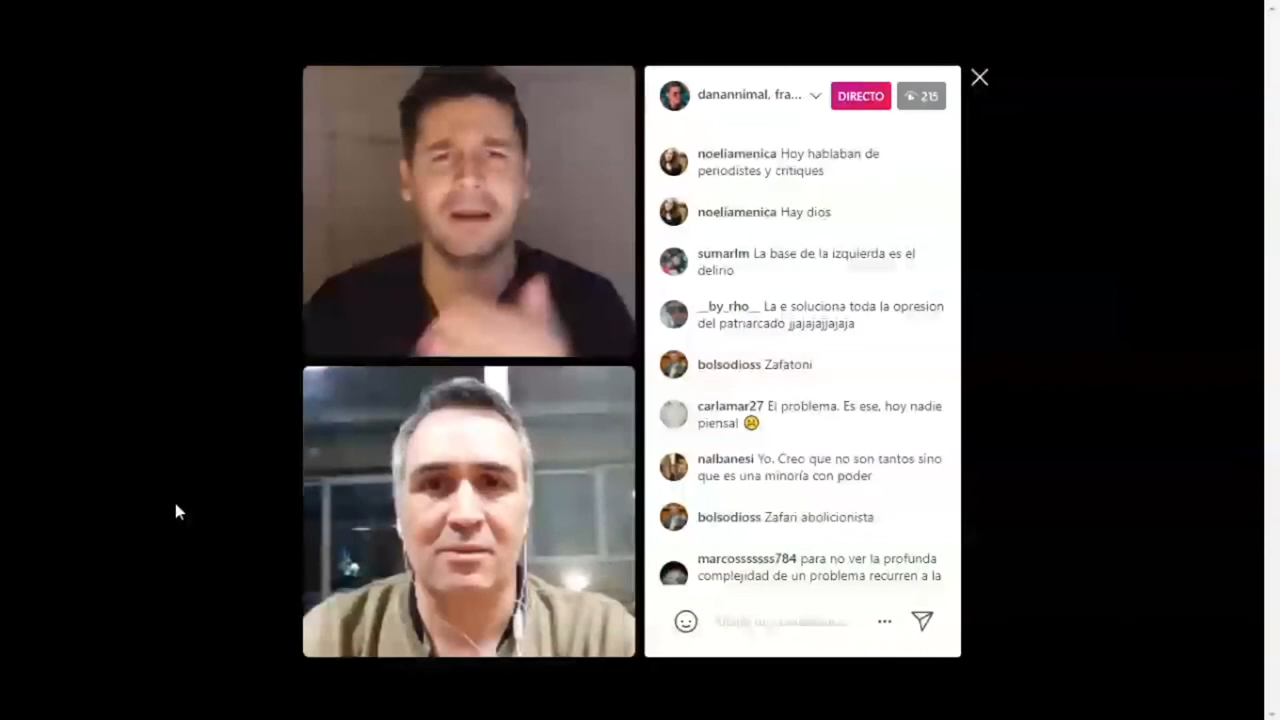 danannimal, fra...
DIRECTO
215
noeliamenica Hoy hablaban de
periodistes y critiques
noeliamenica Hay dios
sumarlm La base de la izquierda es el
delirio
__by_rho__ La e soluciona toda la opresion
del patriarcado jjajajajjajaja
bolsodioss Zafatoni
carlamar27 El problema. Es ese, hoy nadie
piensa!
nalbanesi Yo. Creo que no son tantos sino
que es una minoría con poder
bolsodioss Zafari abolicionista
marcosssssss784 para no ver la profunda
complejidad de un problema recurren a la